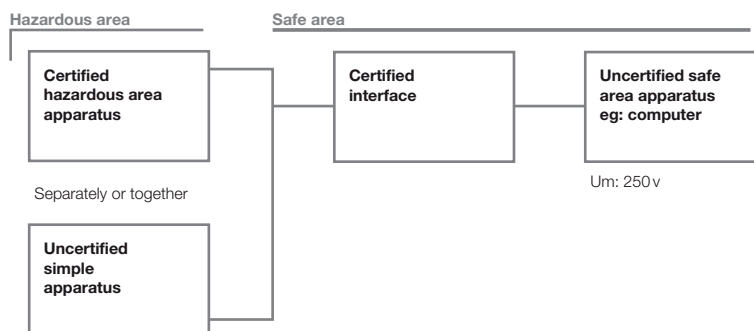 Hazardous area
Safe area
Certified
hazardous area
apparatus
Certified
interface
Uncertified safe
area apparatus
eg: computer
Separately or together
Um: 250 v
Uncertified
simple
apparatus